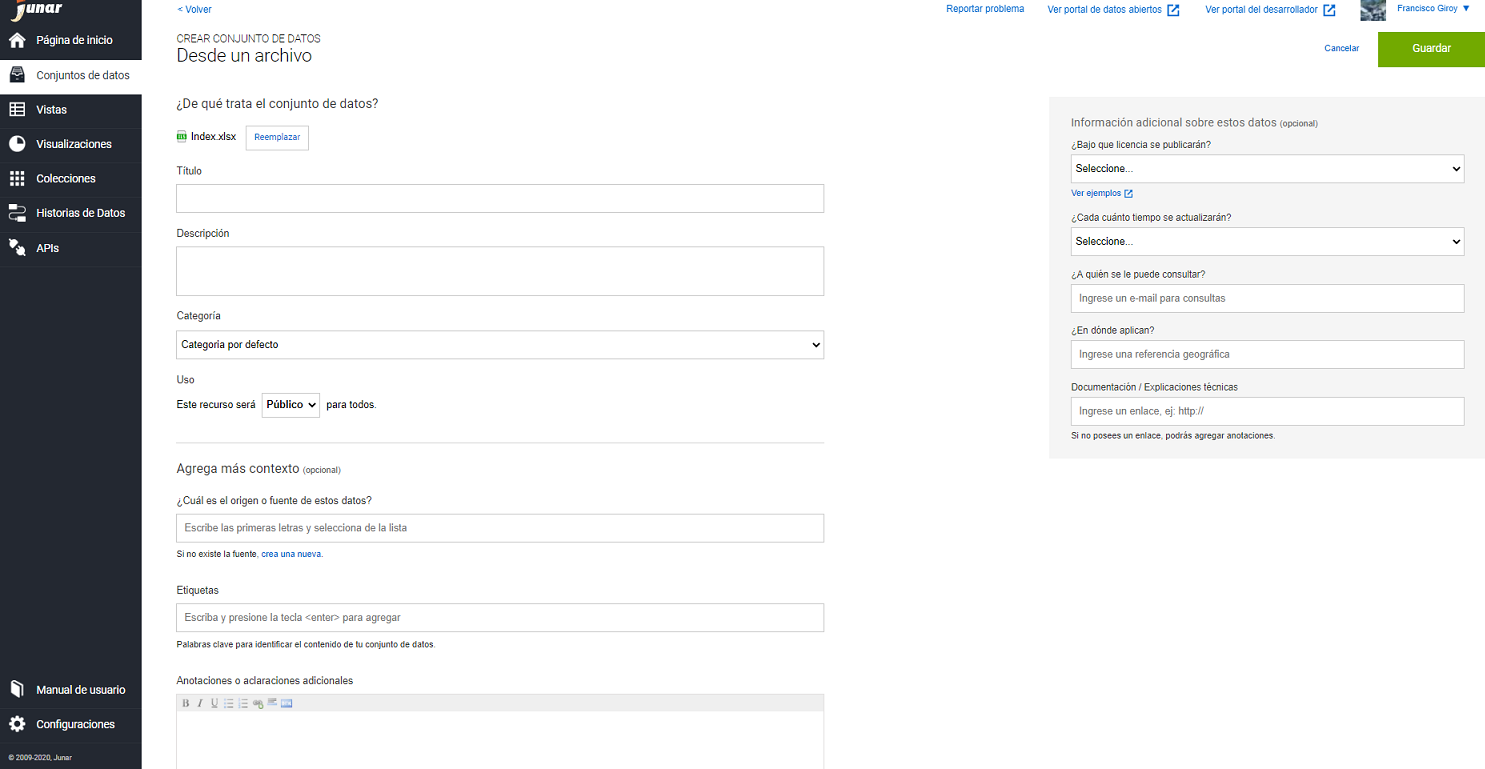 Junar
Página de inicio
Conjuntos de datos
Vistas
Visualizaciones
Colecciones
Historias de Datos
APIs
Manual de usuario
Configuraciones
© 2009-2020, Junar
< Volver
Reportar problema
Ver portal de datos abiertos
Ver portal del desarrollador
Francisco Giroy ▼
CREAR CONJUNTO DE DATOS
Desde un archivo
Cancelar
Guardar
¿De qué trata el conjunto de datos?
Index.xlsx
Reemplazar
Título
Descripción
Categoría
Categoria por defecto
Uso
Este recurso será Público para todos.
Agrega más contexto (opcional)
¿Cuál es el origen o fuente de estos datos?
Escribe las primeras letras y selecciona de la lista
Si no existe la fuente, crea una nueva.
Etiquetas
Escriba y presione la tecla <enter> para agregar
Palabras clave para identificar el contenido de tu conjunto de datos.
Anotaciones o aclaraciones adicionales
B I U
Información adicional sobre estos datos (opcional)
¿Bajo que licencia se publicarán?
Seleccione...
Ver ejemplos
¿Cada cuánto tiempo se actualizarán?
Seleccione...
¿A quién se le puede consultar?
Ingrese un e-mail para consultas
¿En dónde aplican?
Ingrese una referencia geográfica
Documentación / Explicaciones técnicas
Ingrese un enlace, ej: http://
Si no posees un enlace, podrás agregar anotaciones.